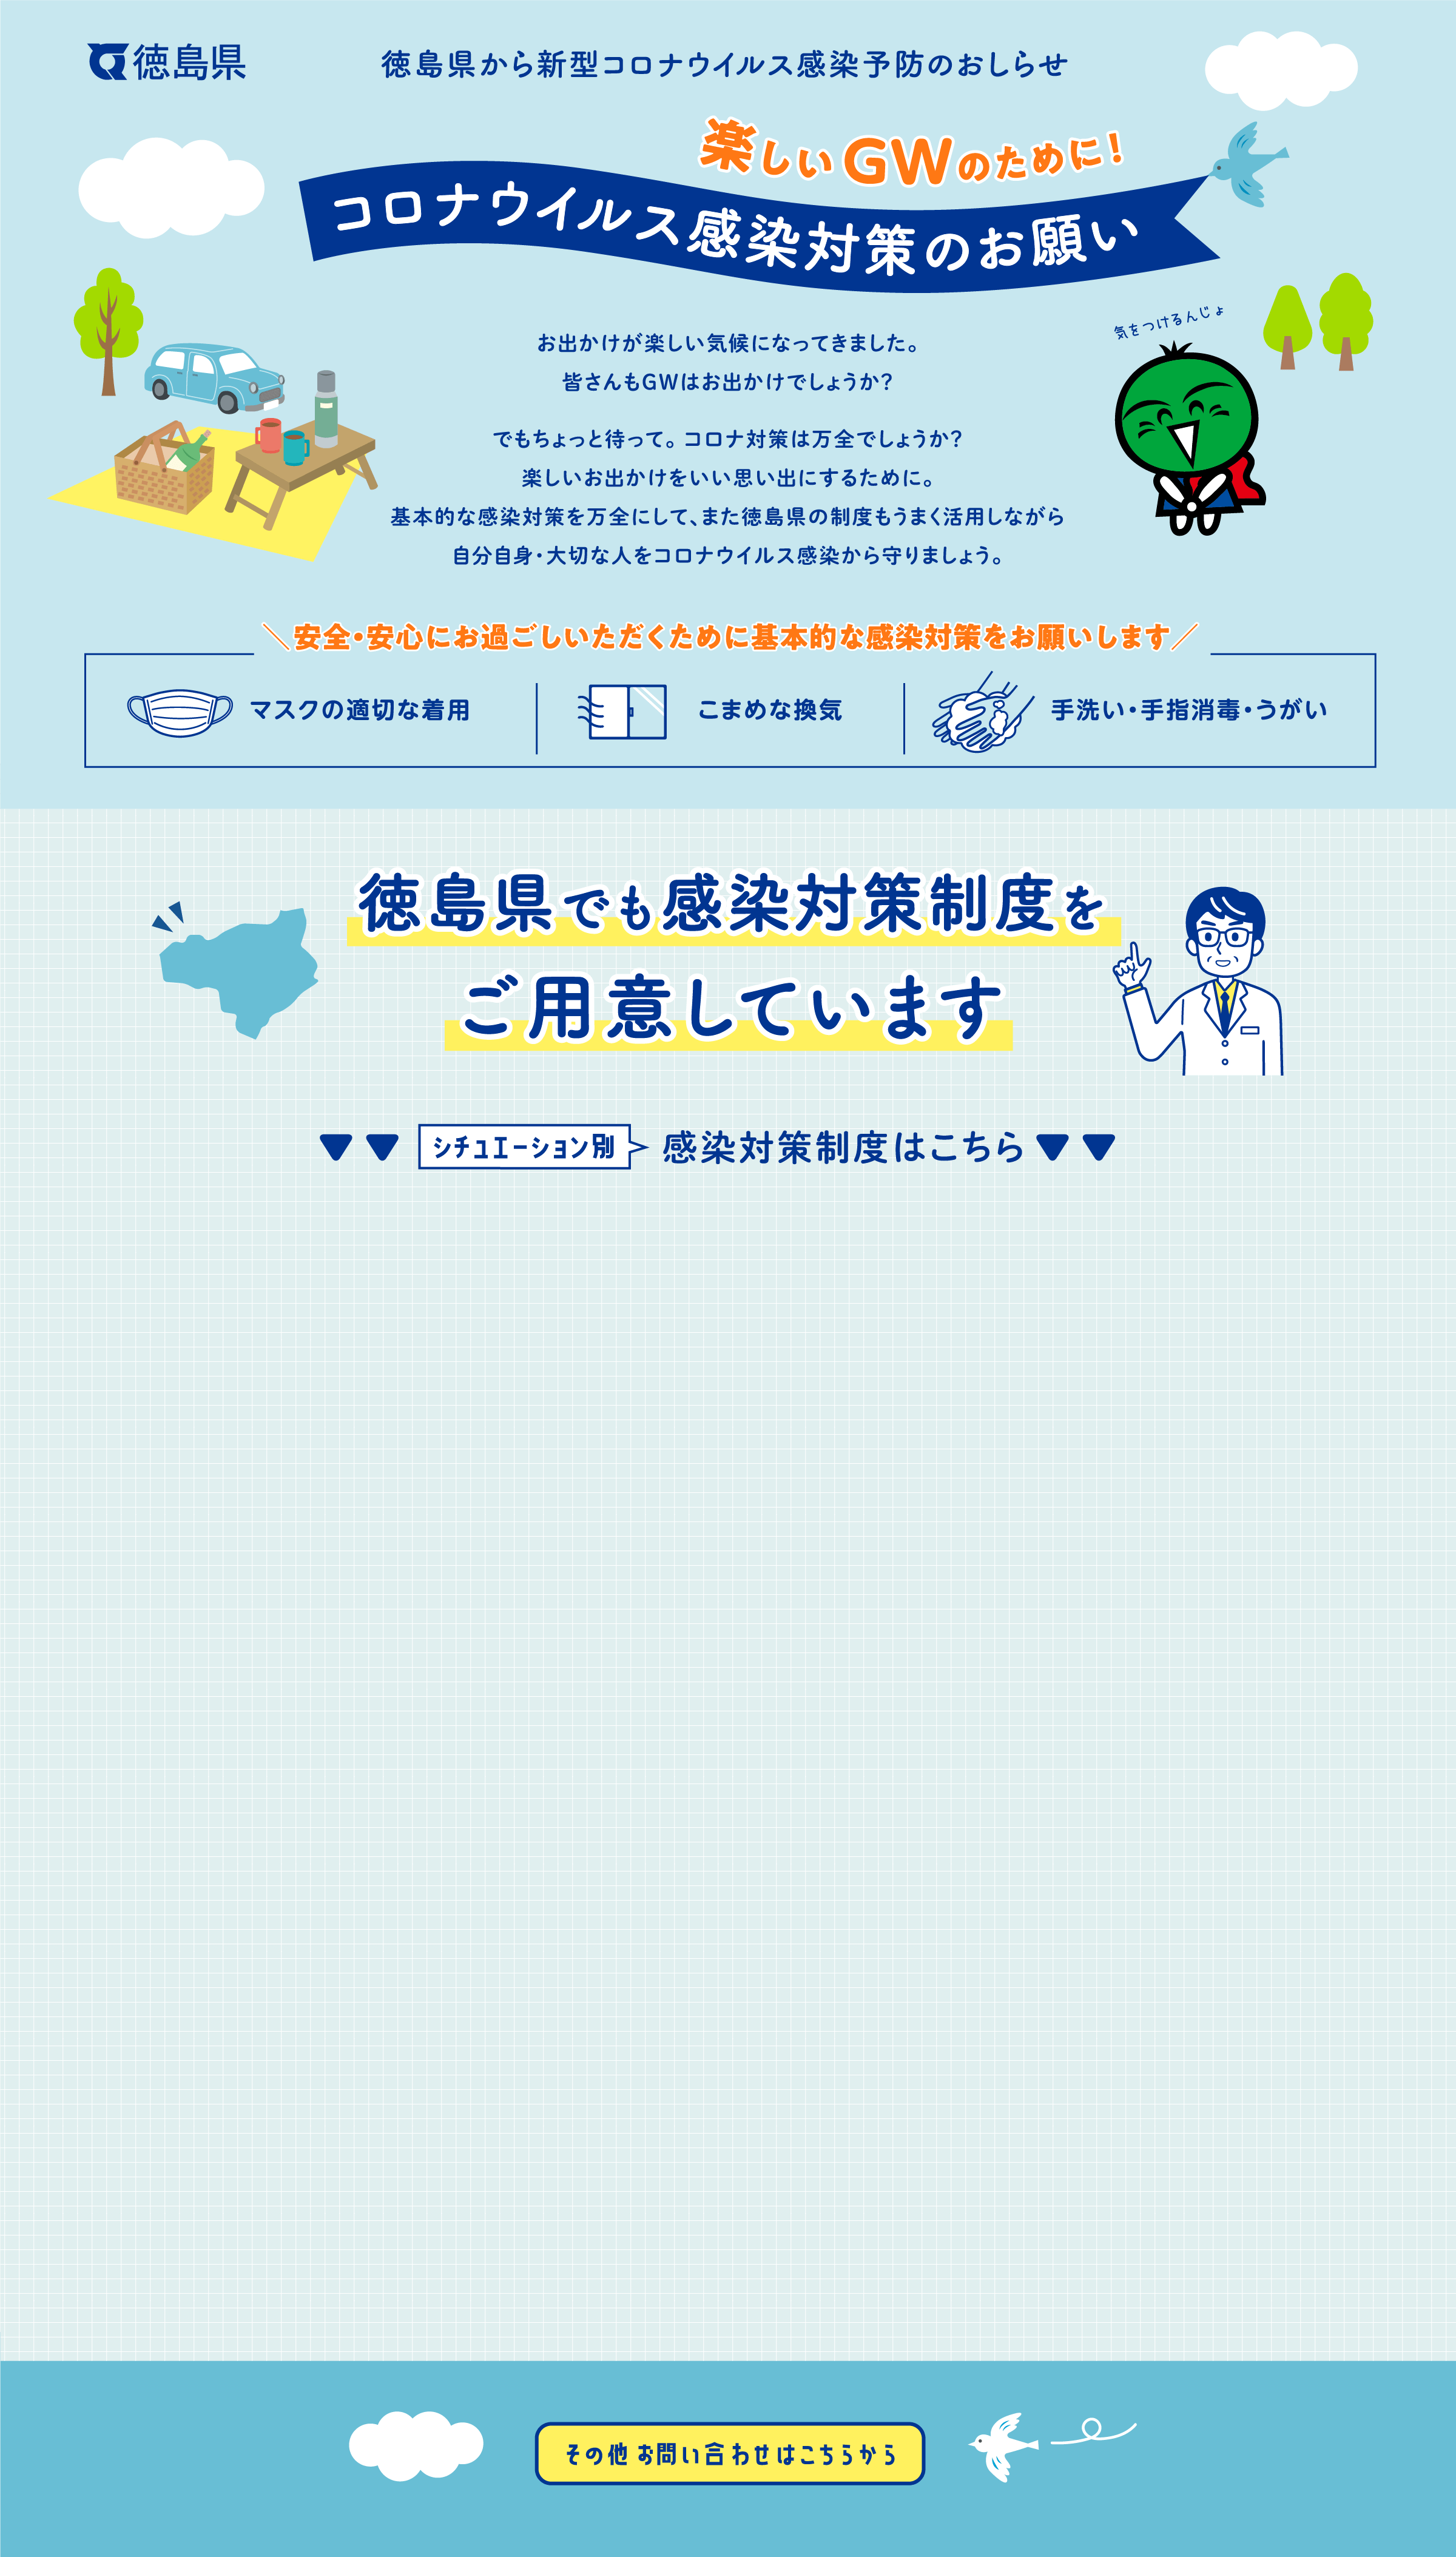 徳島県
徳島県から新型コロナウイルス感染予防のおしらせ
楽しいGWのために！
コロナウイルス感染対策のお願い
気をつけるんじょ
お出かけが楽しい気候になってきました。
皆さんもGWはお出かけでしょうか？
でもちょっと待って。コロナ対策は万全でしょうか？
楽しいお出かけをいい思い出にするために。
基本的な感染対策を万全にして、また徳島県の制度もうまく活用しながら
自分自身・大切な人をコロナウイルス感染から守りましょう。
＼安全・安心にお過ごしいただくために基本的な感染対策をお願いします／
マスクの適切な着用
こまめな換気
手洗い・手指消毒・うがい
徳島県でも感染対策制度を
ご用意しています
シチュエーション別 感染対策制度はこちら
その他 お問い合わせはこちらから